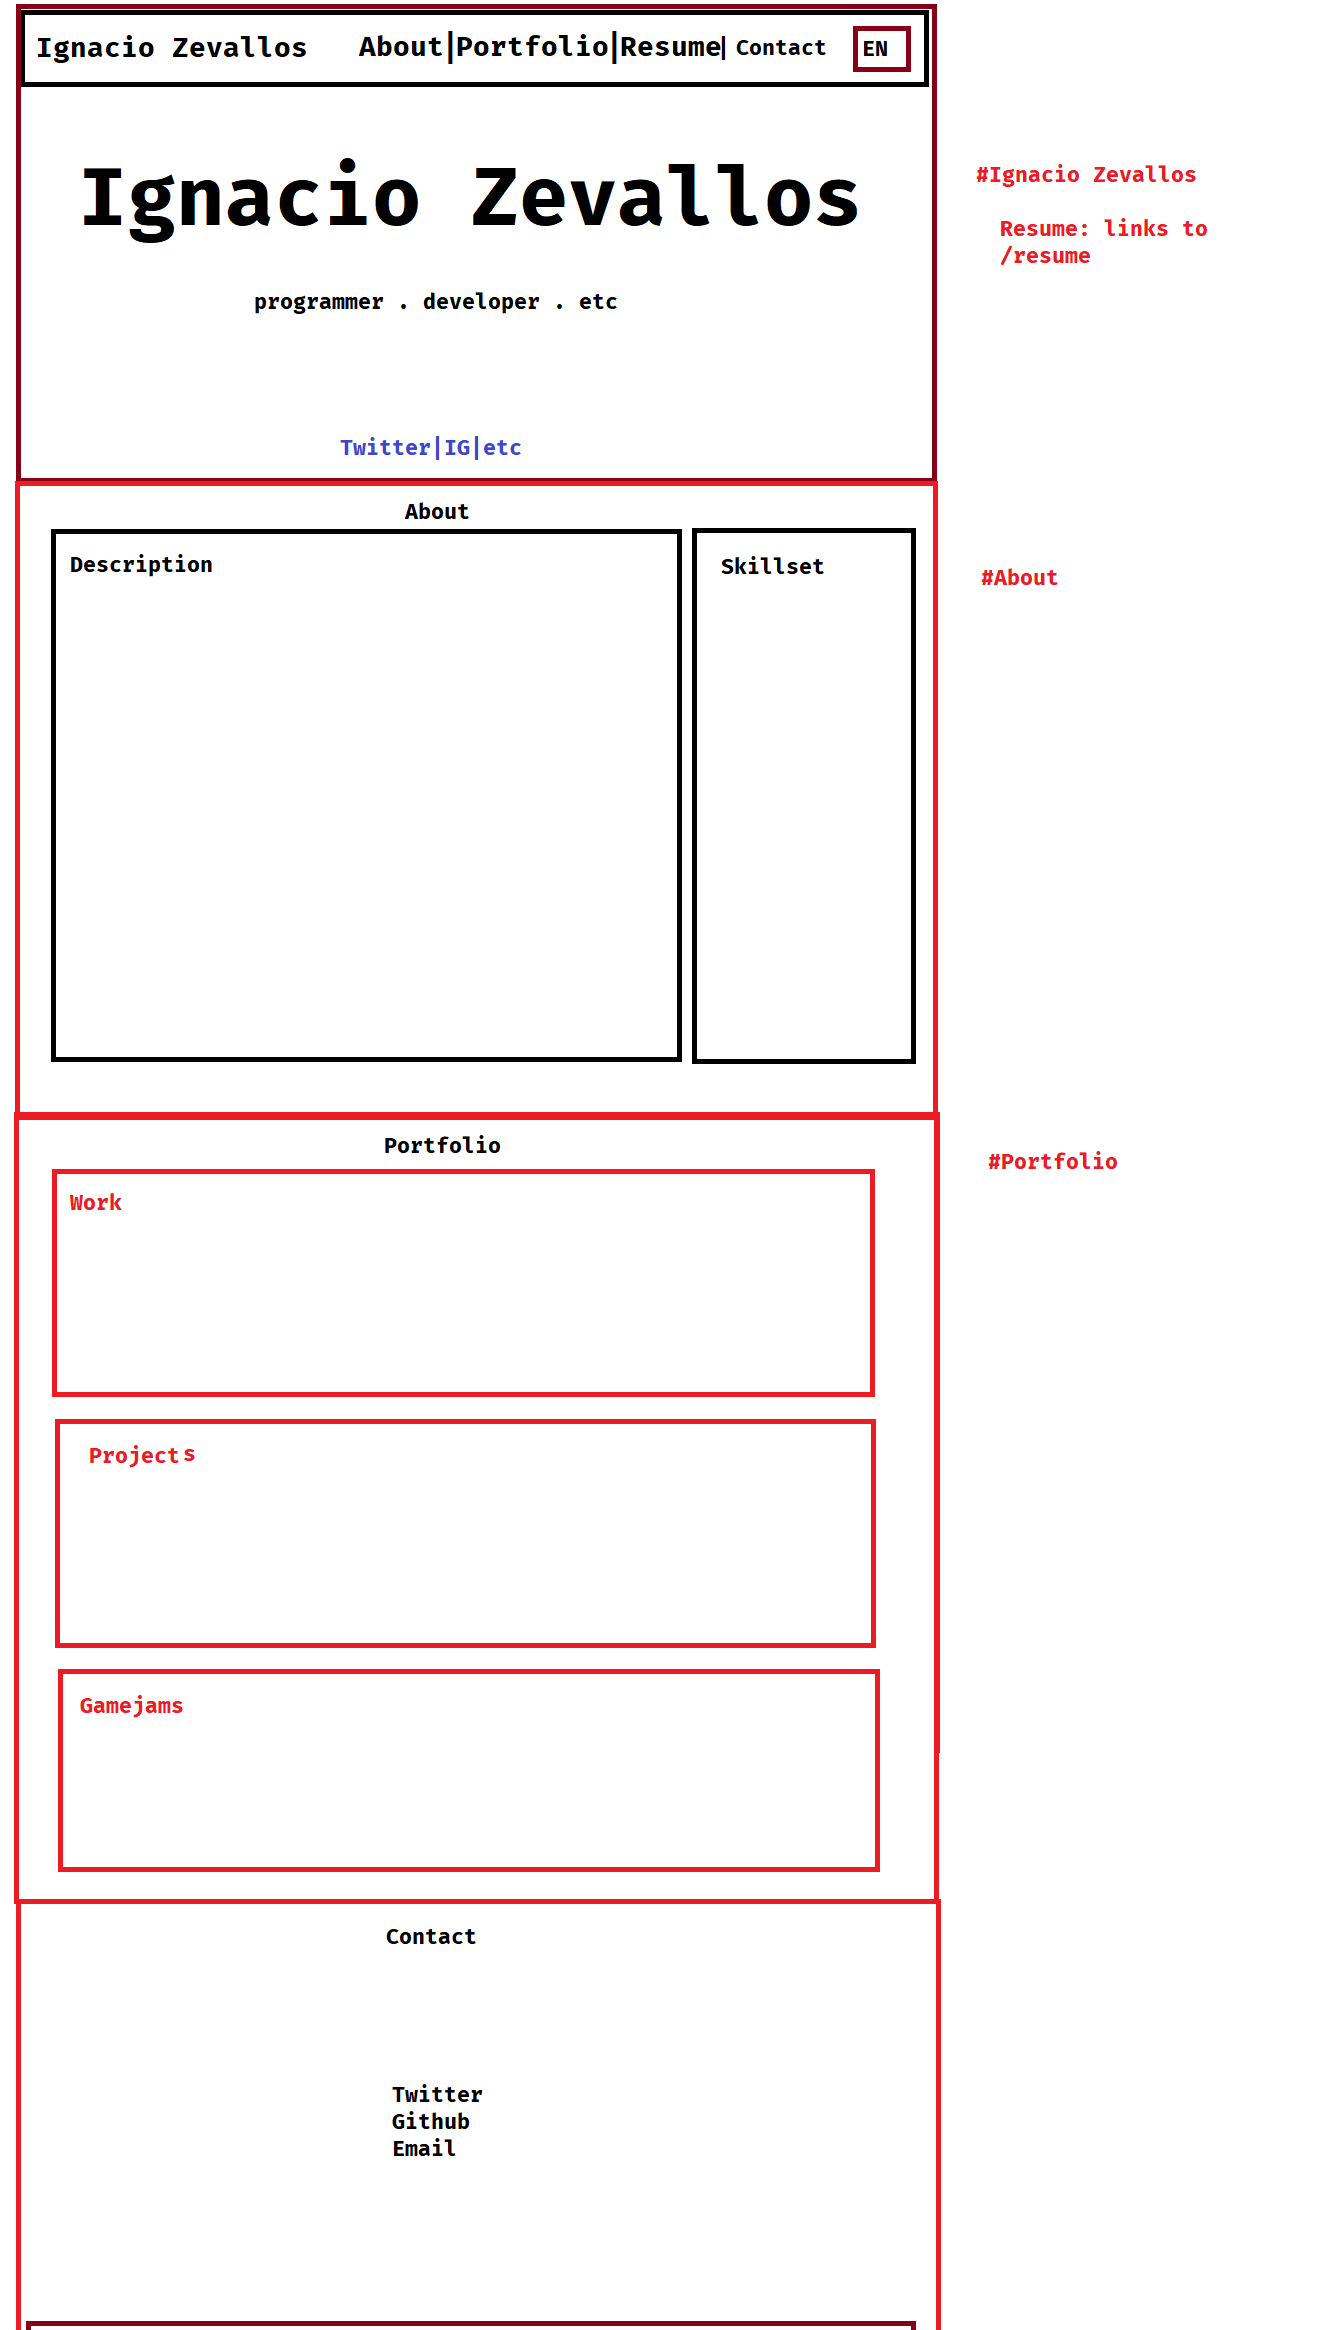 Ignacio Zevallos About|Portfolio|Resume| Contact EN
Ignacio Zevallos
programmer . developer . etc
Twitter|IG|etc
#Ignacio Zevallos
Resume: links to
/resume
About
Description
Skillset
#About
Portfolio
#Portfolio
Work
Projects
Gamejams
Contact
Twitter
Github
Email